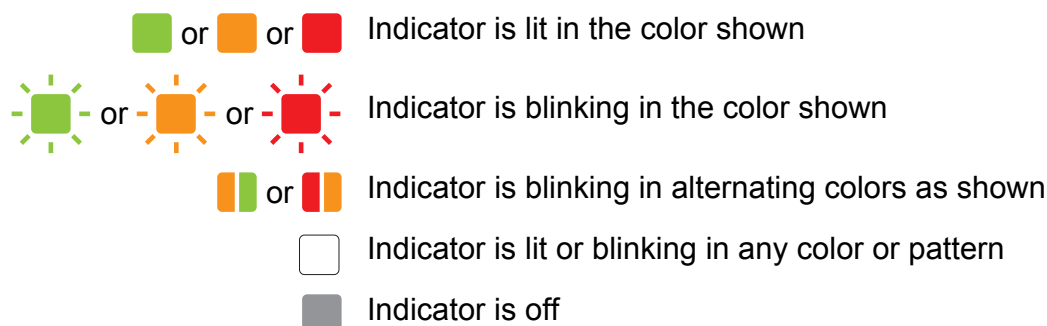 or or Indicator is lit in the color shown
or or Indicator is blinking in the color shown
or Indicator is blinking in alternating colors as shown
Indicator is lit or blinking in any color or pattern
Indicator is off